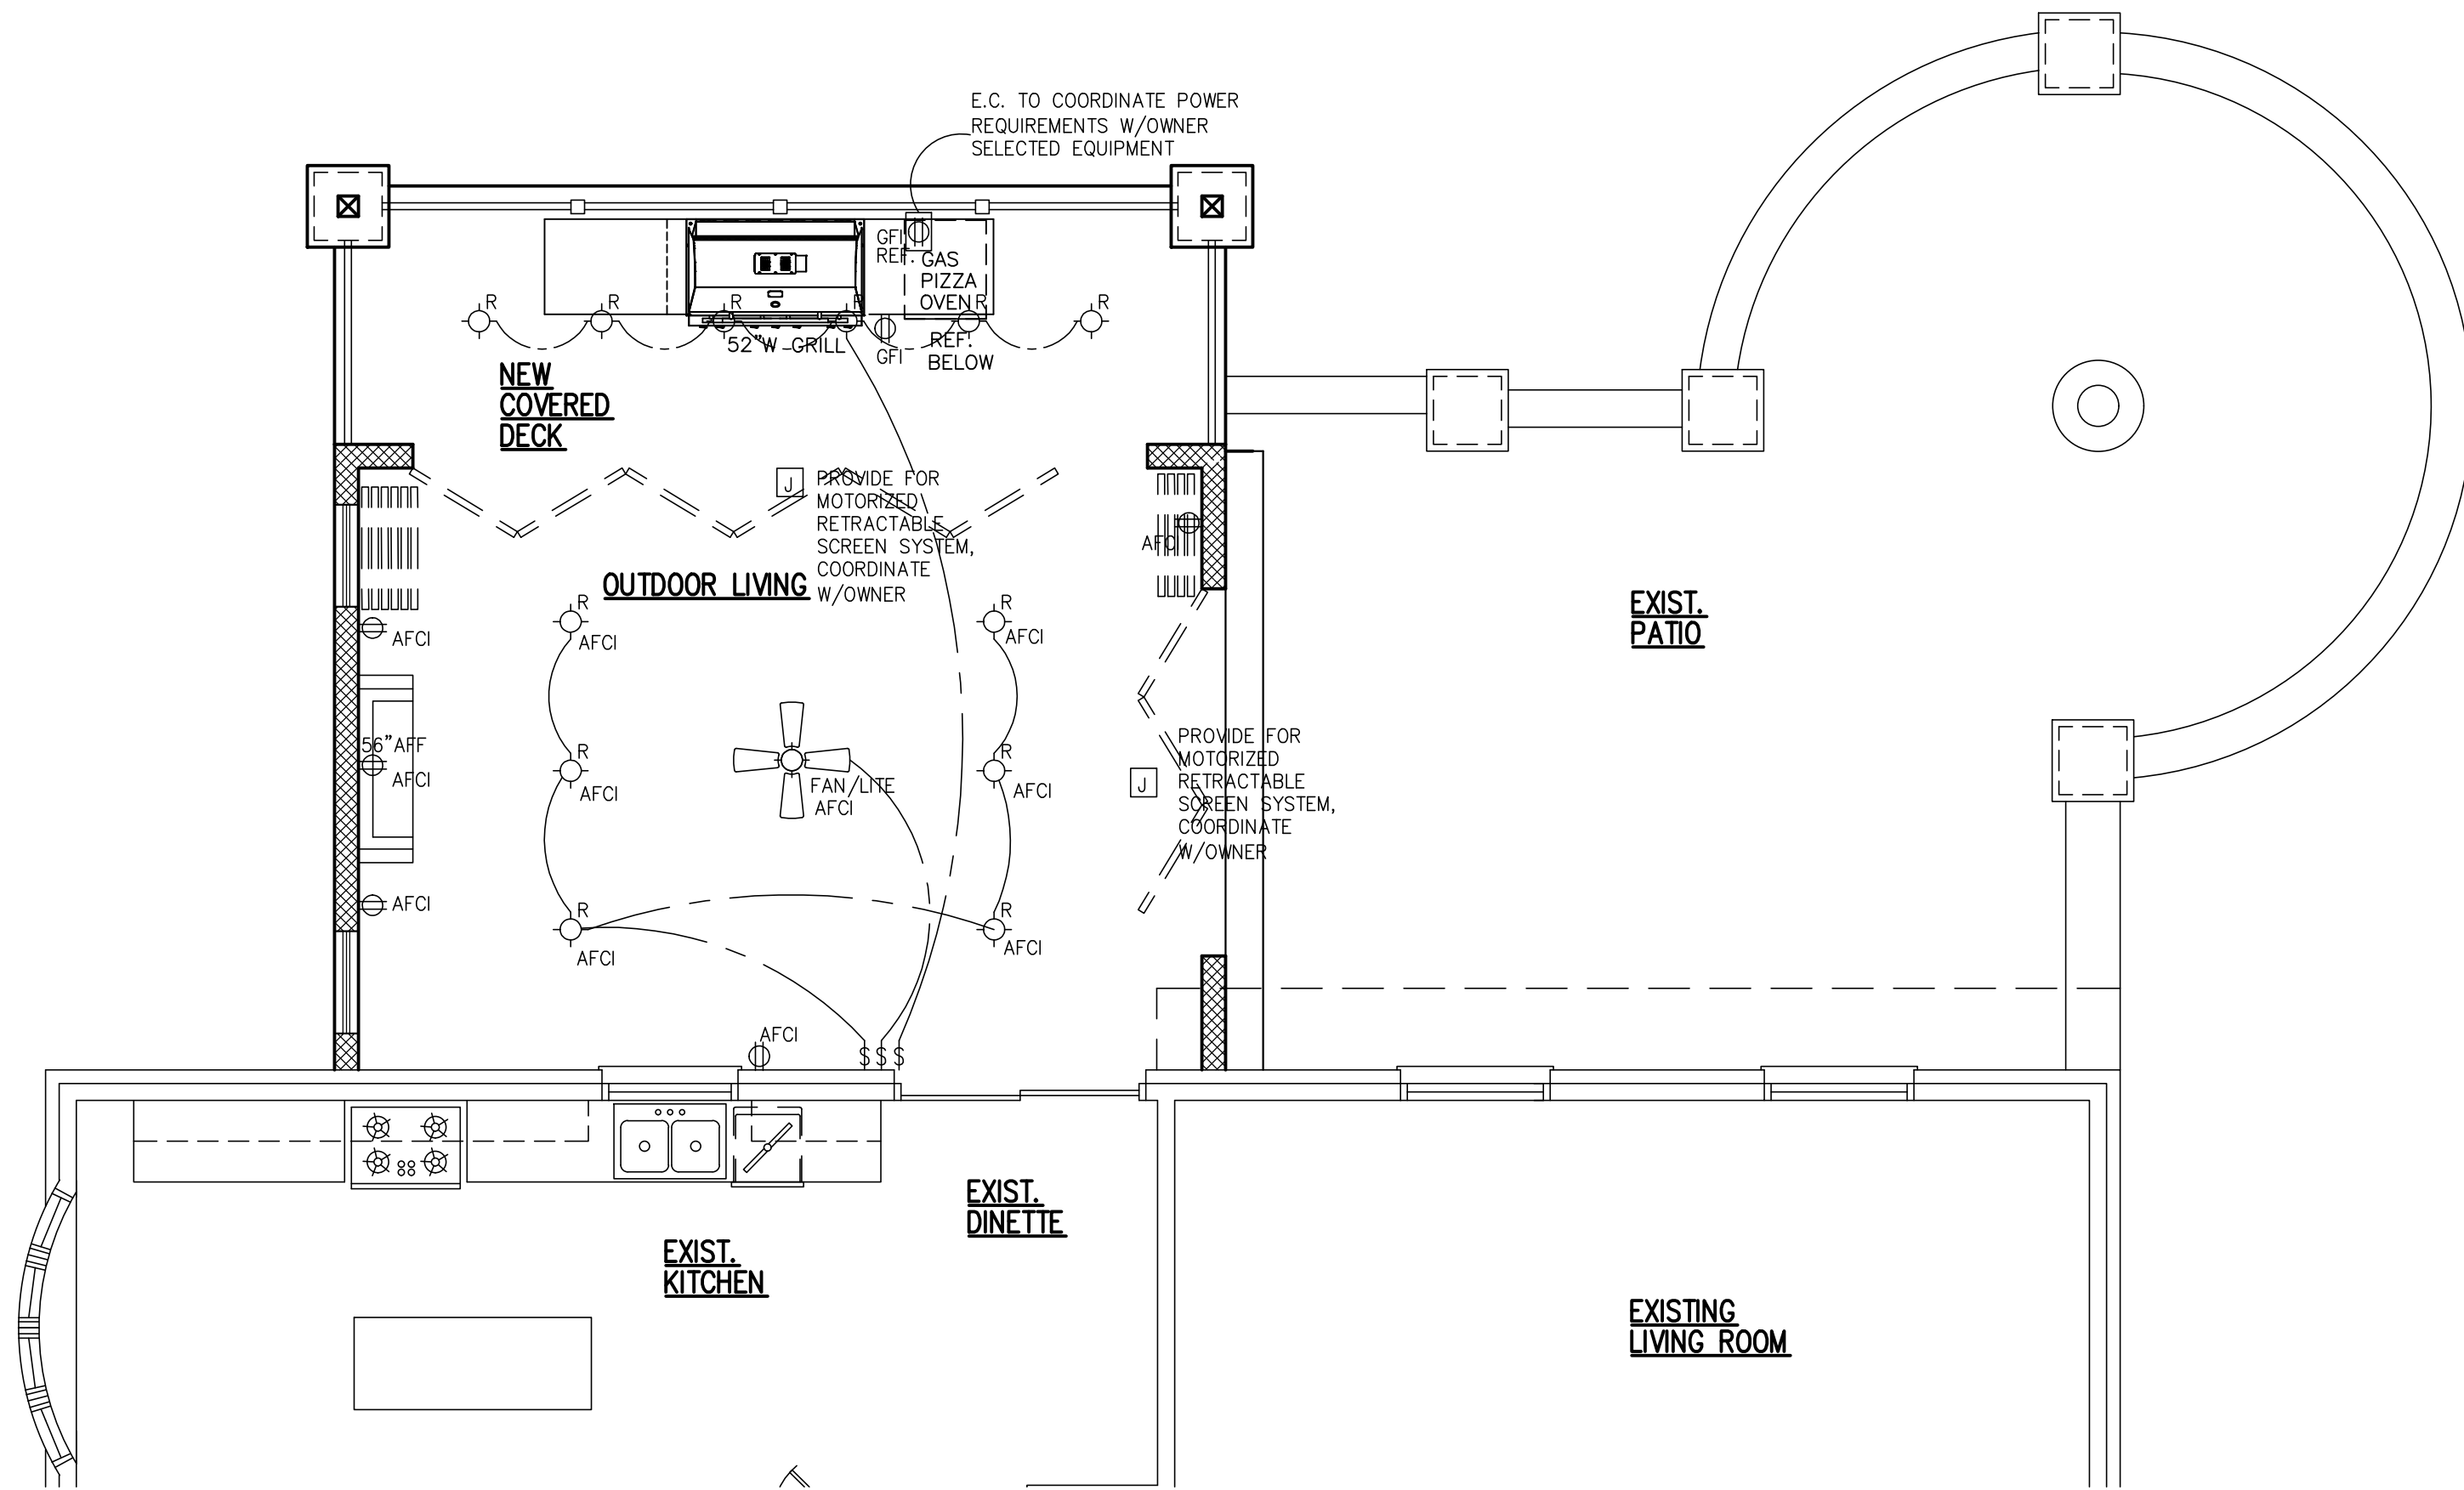 E.C. TO COORDINATE POWER
REQUIREMENTS W/OWNER
SELECTED EQUIPMENT
GFI
REF.
GAS
PIZZA
OVEN
R
R
R
R
R
R
52"W GRILL
GFI
REF.
BELOW
NEW
COVERED
DECK
J
PROVIDE FOR
MOTORIZED
RETRACTABLE
SCREEN SYSTEM,
COORDINATE
W/OWNER
AFCI
OUTDOOR LIVING
EXIST.
PATIO
R
AFCI
R
AFCI
AFCI
56"AFF
AFCI
R
AFCI
FAN/LITE
AFCI
R
AFCI
J
PROVIDE FOR
MOTORIZED
RETRACTABLE
SCREEN SYSTEM,
COORDINATE
W/OWNER
AFCI
R
AFCI
R
AFCI
AFCI
S S S
EXIST.
DINETTE
EXIST.
KITCHEN
EXISTING
LIVING ROOM